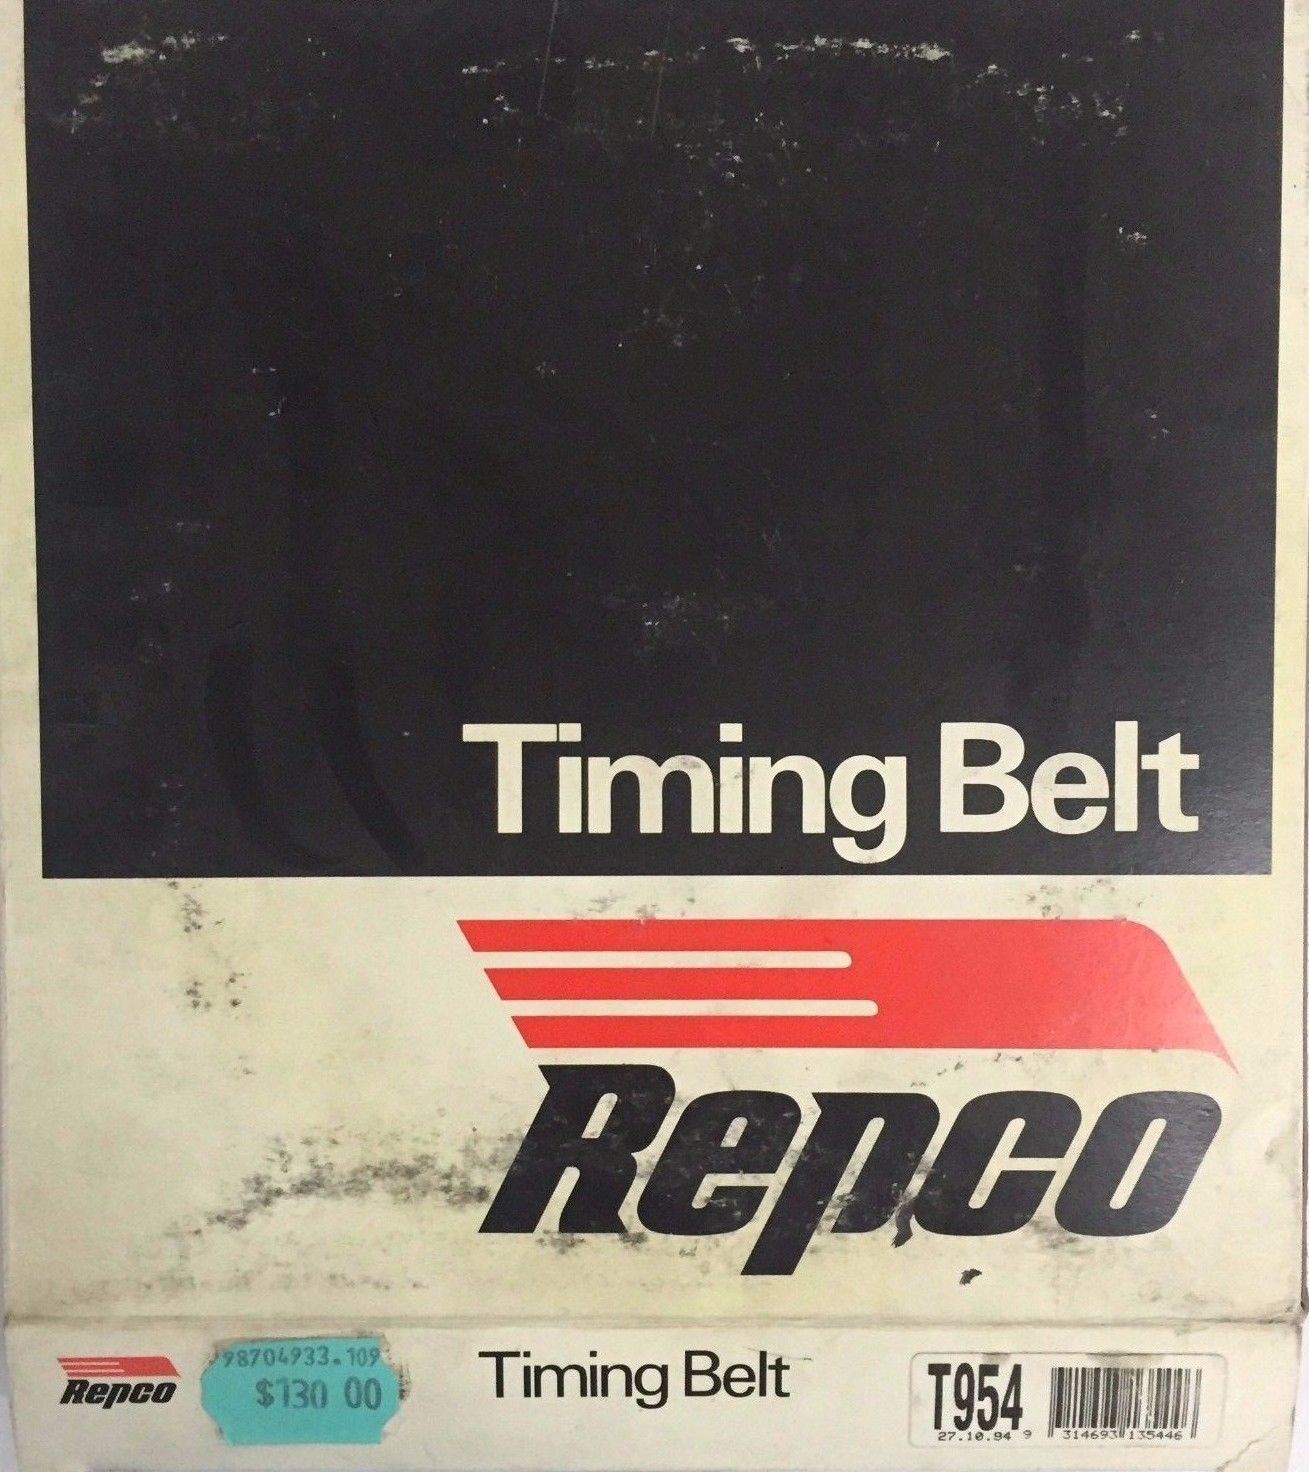 Timing Belt
Repco
Repco
98704933.109
$130 00
Timing Belt
T954
27.10.94 9 314693 135446